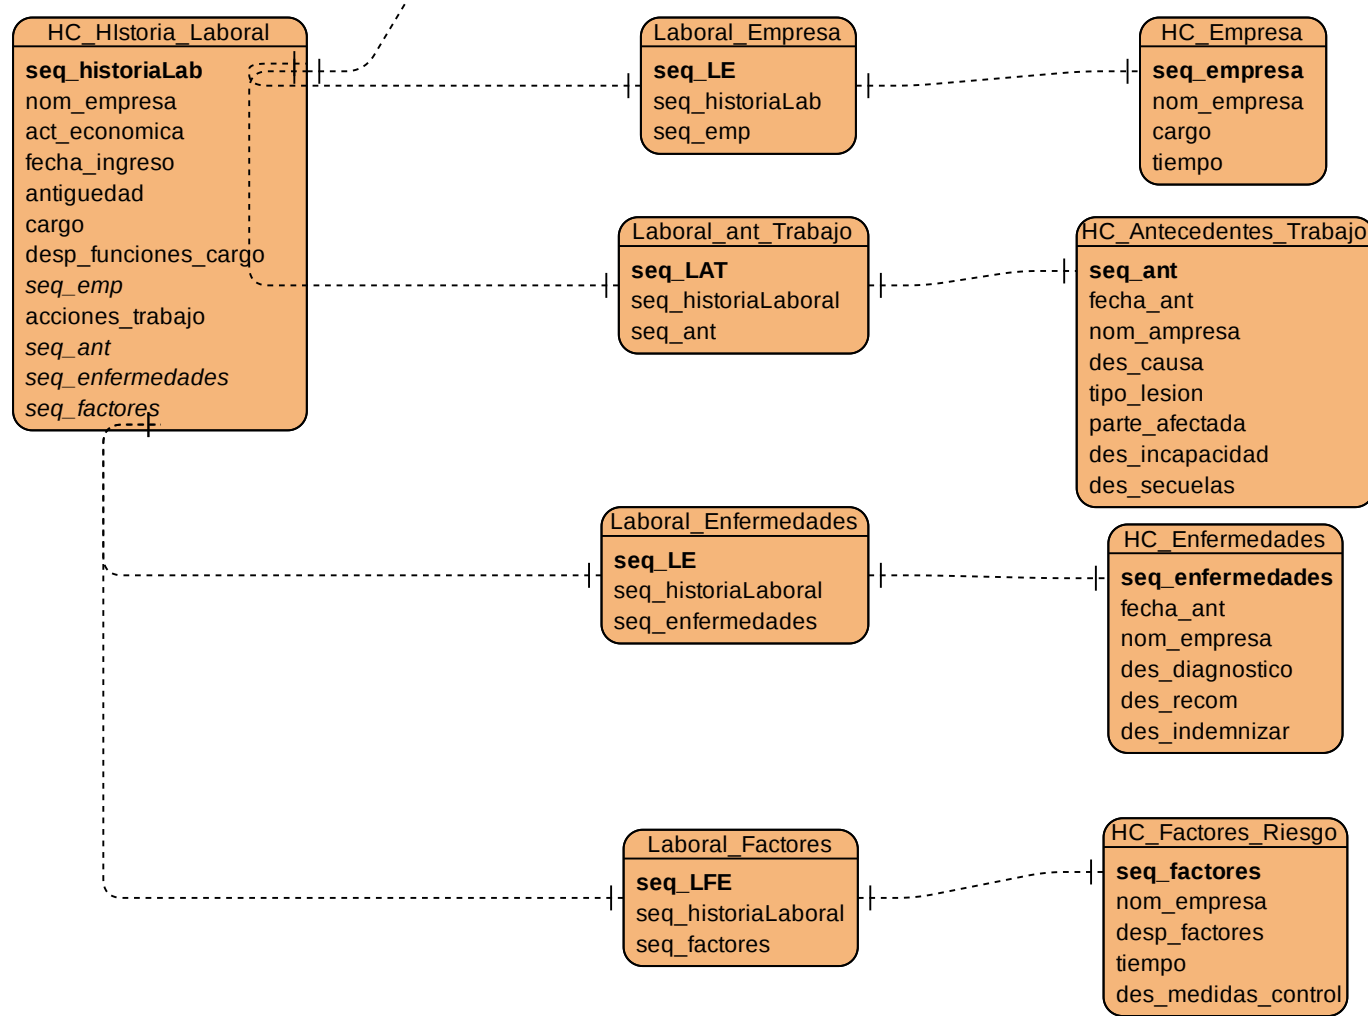 HC_HIstoria_Laboral
seq_historiaLab
nom_empresa
act_economica
fecha_ingreso
antiguedad
cargo
desp_funciones_cargo
seq_emp
acciones_trabajo
seq_ant
seq_enfermedades
seq_factores
Laboral_Empresa
seq_LE
seq_historiaLab
seq_emp
HC_Empresa
seq_empresa
nom_empresa
cargo
tiempo
Laboral_ant_Trabajo
seq_LAT
seq_historiaLaboral
seq_ant
HC_Antecedentes_Trabajo
seq_ant
fecha_ant
nom_ampresa
des_causa
tipo_lesion
parte_afectada
des_incapacidad
des_secuelas
Laboral_Enfermedades
seq_LE
seq_historiaLaboral
seq_enfermedades
HC_Enfermedades
seq_enfermedades
fecha_ant
nom_empresa
des_diagnostico
des_recom
des_indemnizar
Laboral_Factores
seq_LFE
seq_historiaLaboral
seq_factores
HC_Factores_Riesgo
seq_factores
nom_empresa
desp_factores
tiempo
des_medidas_control